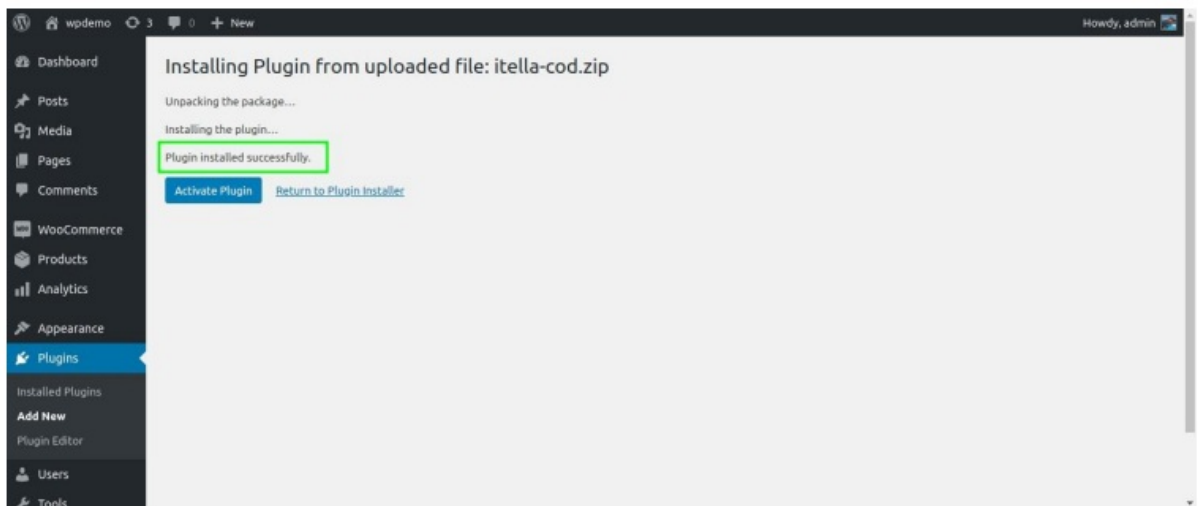 wpdemo 3 0 + New Howdy, admin
Dashboard
Posts
Media
Pages
Comments
WooCommerce
Products
Analytics
Appearance
Plugins
Installed Plugins
Add New
Plugin Editor
Users
Tools
Installing Plugin from uploaded file: itella-cod.zip
Unpacking the package...
Installing the plugin...
Plugin installed successfully.
Activate Plugin Return to Plugin Installer